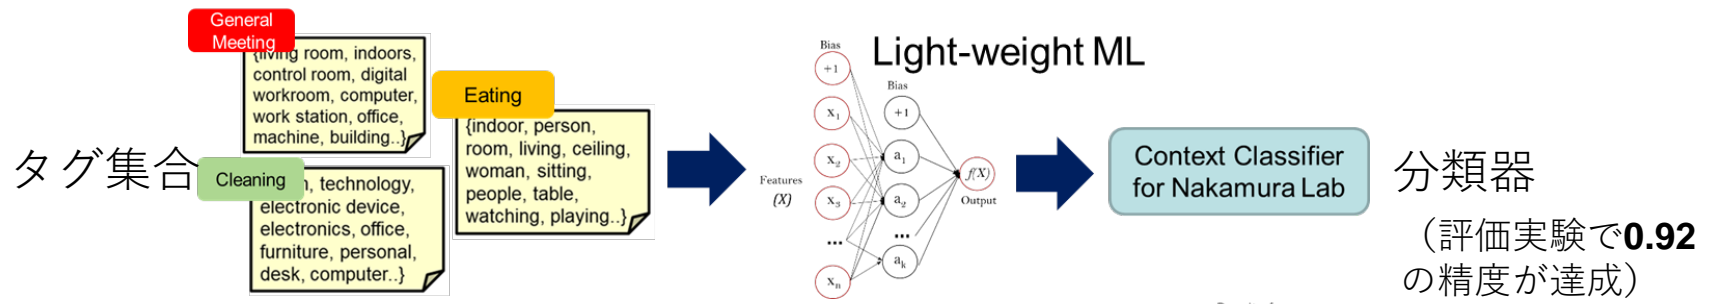 タグ集合
General
Meeting
{living room, indoors,
control room, digital
workroom, computer,
work station, office,
machine, building..}
Eating
{indoor, person,
room, living, ceiling,
woman, sitting,
people, table,
watching, playing..}
Cleaning
technology,
electronic device,
electronics, office,
furniture, personal,
desk, computer..}
Light-weight ML
Bias
+1
x1
x2
x3
...
xn
Features
(X)
Bias
+1
a1
a2
...
ak
f(X)
Output
Context Classifier
for Nakamura Lab
分類器
（評価実験で0.92
の精度が達成）